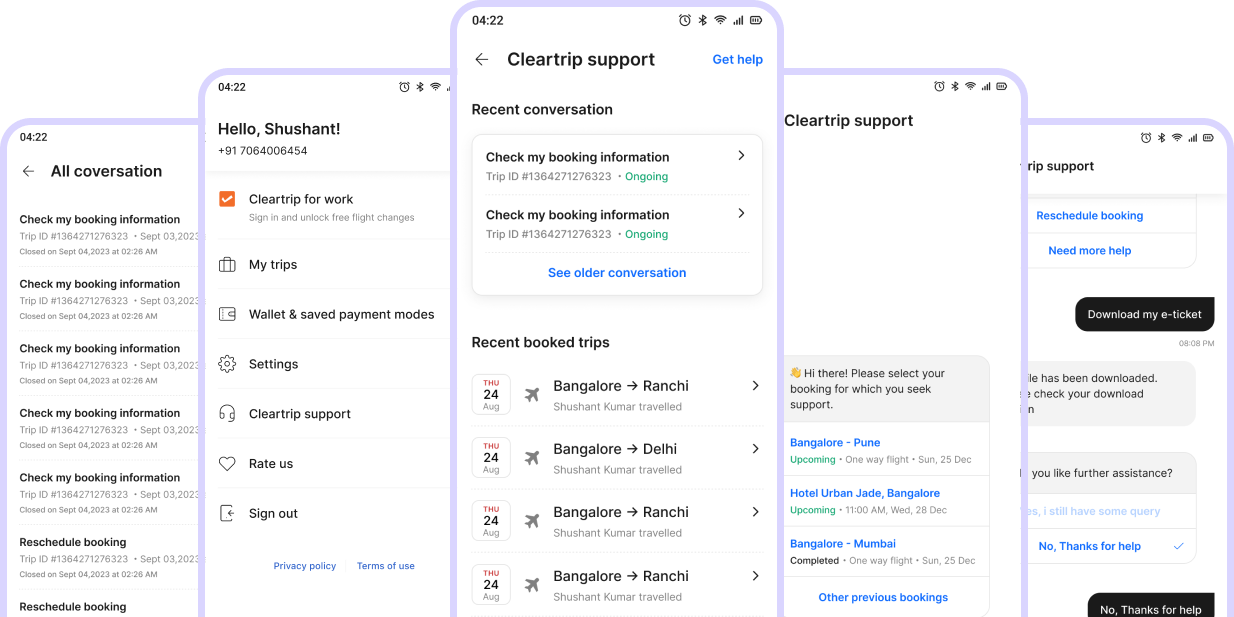 04:22
All coversation
Check my booking information
Trip ID #1364271276323 • Sept 03,2023
Closed on Sept 04,2023 at 02:26 AM
Check my booking information
Trip ID #1364271276323 • Sept 03,2023
Closed on Sept 04,2023 at 02:26 AM
Check my booking information
Trip ID #1364271276323 • Sept 03,2023
Closed on Sept 04,2023 at 02:26 AM
Check my booking information
Trip ID #1364271276323 • Sept 03,2023
Closed on Sept 04,2023 at 02:26 AM
Check my booking information
Trip ID #1364271276323 • Sept 03,2023
Closed on Sept 04,2023 at 02:26 AM
Reschedule booking
Trip ID #1364271276323 • Sept 03,2023
Closed on Sept 04,2023 at 02:26 AM
Reschedule booking
04:22
Hello, Shushant!
+91 7064006454
Cleartrip for work
Sign in and unlock free flight changes
My trips
Wallet & saved payment modes
Settings
Cleartrip support
Rate us
Sign out
Privacy policy
Terms of use
04:22
Cleartrip support
Get help
Recent conversation
Check my booking information
Trip ID #1364271276323 • Ongoing
Check my booking information
Trip ID #1364271276323 • Ongoing
See older conversation
Recent booked trips
THU
24
Aug
Bangalore → Ranchi
Shushant Kumar travelled
THU
24
Aug
Bangalore → Delhi
Shushant Kumar travelled
THU
24
Aug
Bangalore → Ranchi
Shushant Kumar travelled
THU
24
Aug
Bangalore → Ranchi
Shushant Kumar travelled
Cleartrip support
👋 Hi there! Please select your
booking for which you seek
support.
Bangalore - Pune
Upcoming • One way flight • Sun, 25 Dec
Hotel Urban Jade, Bangalore
Upcoming • 11:00 AM, Wed, 28 Dec
Bangalore - Mumbai
Completed • One way flight • Sun, 25 Dec
Other previous bookings
rip support
Reschedule booking
Need more help
Download my e-ticket
08:08 PM
ile has been downloaded.
e check your download
n
you like further assistance?
es, i still have some query
No, Thanks for help
No, Thanks for help